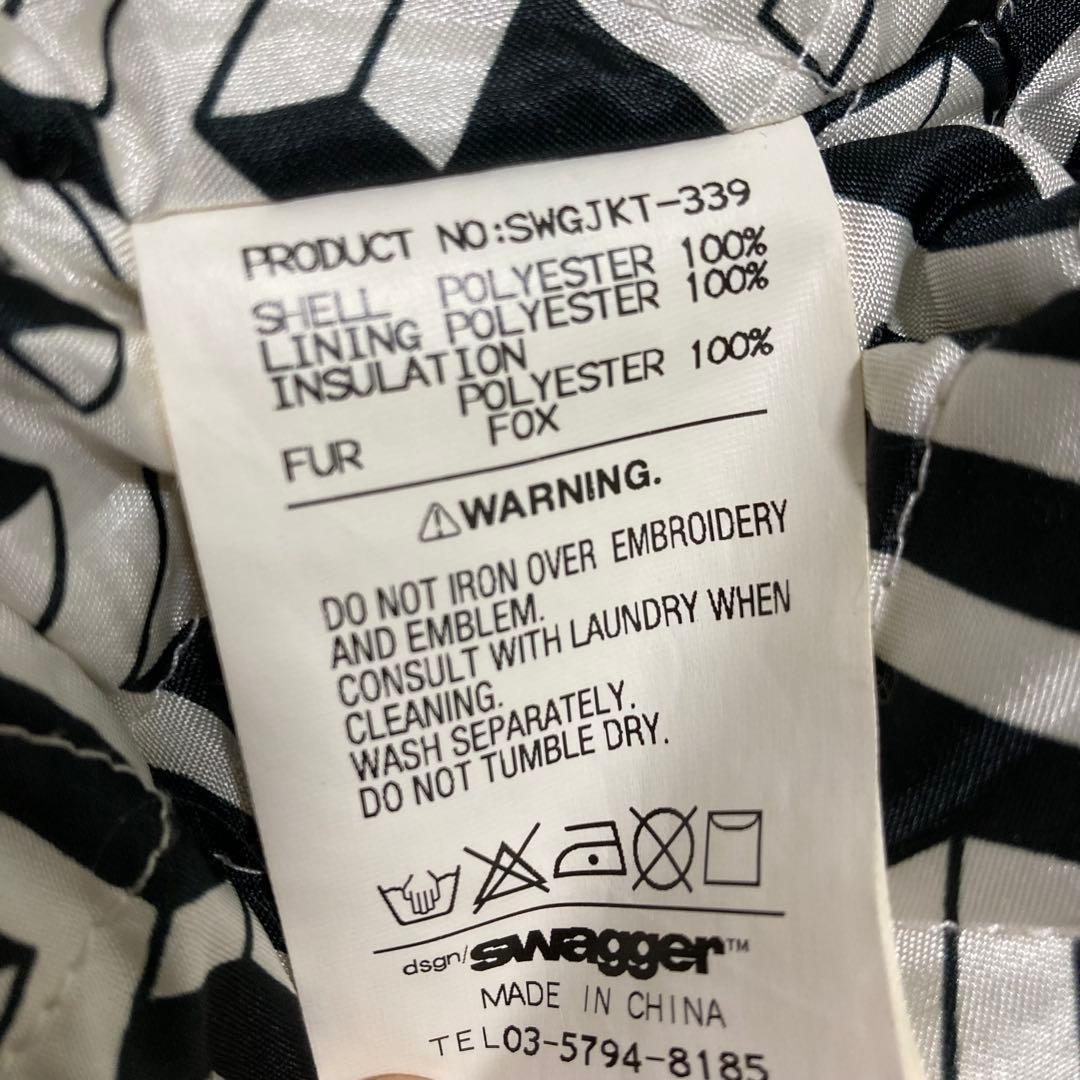 PRODUCT NO:SWGJKT-339
SHELL POLYESTER 100%
LINING POLYESTER 100%
INSULATION
POLYESTER 100%
FUR FOX
WARNING.
DO NOT IRON OVER EMBROIDERY
AND EMBLEM.
CONSULT WITH LAUNDRY WHEN
CLEANING.
WASH SEPARATELY.
DO NOT TUMBLE DRY.
dsgn/swagger™
MADE IN CHINA
TEL03-5794-8185